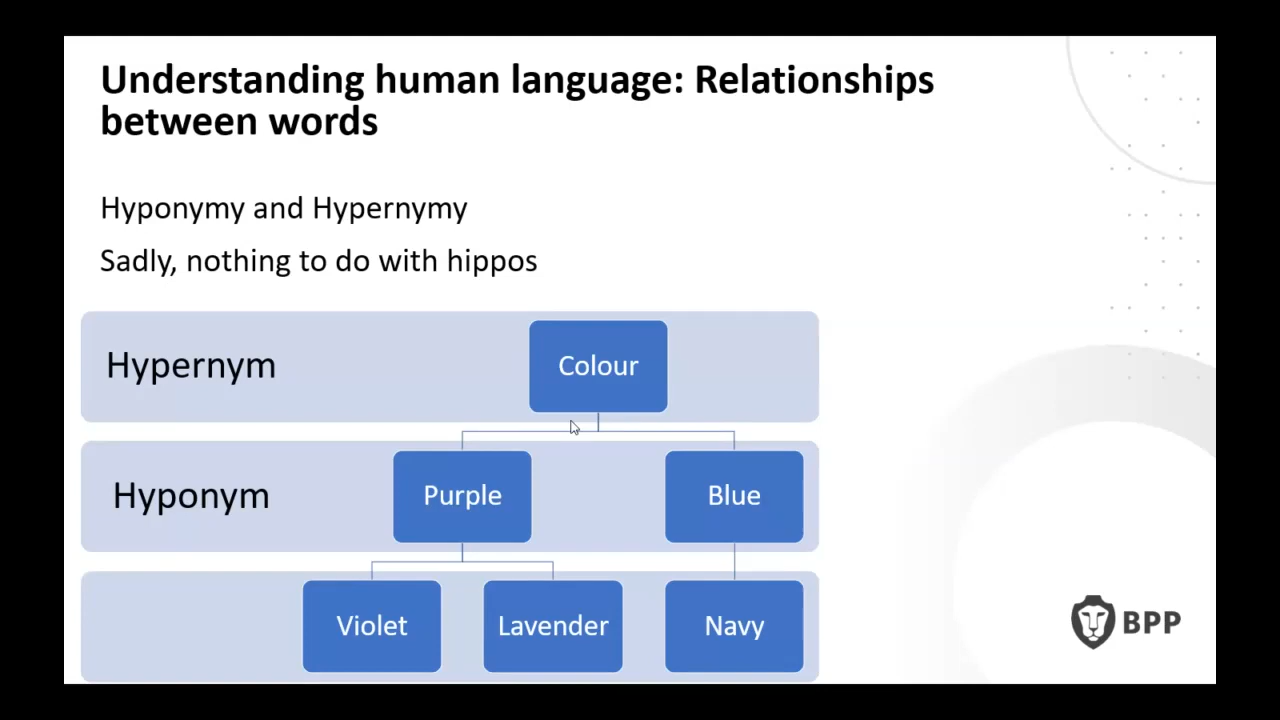 Understanding human language: Relationships
between words
Hyponymy and Hypernymy
Sadly, nothing to do with hippos
Hypernym
Colour
Hyponym
Purple
Blue
Violet
Lavender
Navy
BPP